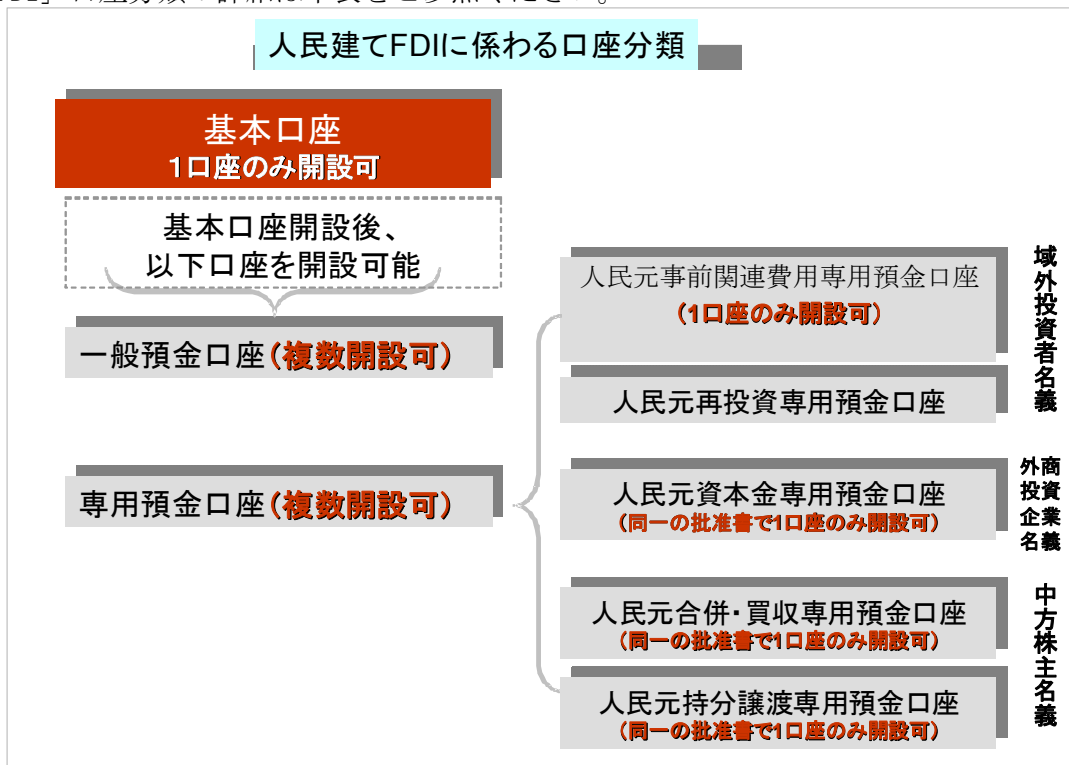 人民建てFDIに係わる口座分類
基本口座
1口座のみ開設可
基本口座開設後、
以下口座を開設可能
一般預金口座(複数開設可)
専用預金口座(複数開設可)
人民元事前関連費用専用預金口座
(1口座のみ開設可)
人民元再投資専用預金口座
域外投資者名義
人民元資本金専用預金口座
(同一の批准書で1口座のみ開設可)
外商
投資
企業
名義
人民元合併・買収専用預金口座
(同一の批准書で1口座のみ開設可)
人民元持分譲渡専用預金口座
(同一の批准書で1口座のみ開設可)
中方株主名義